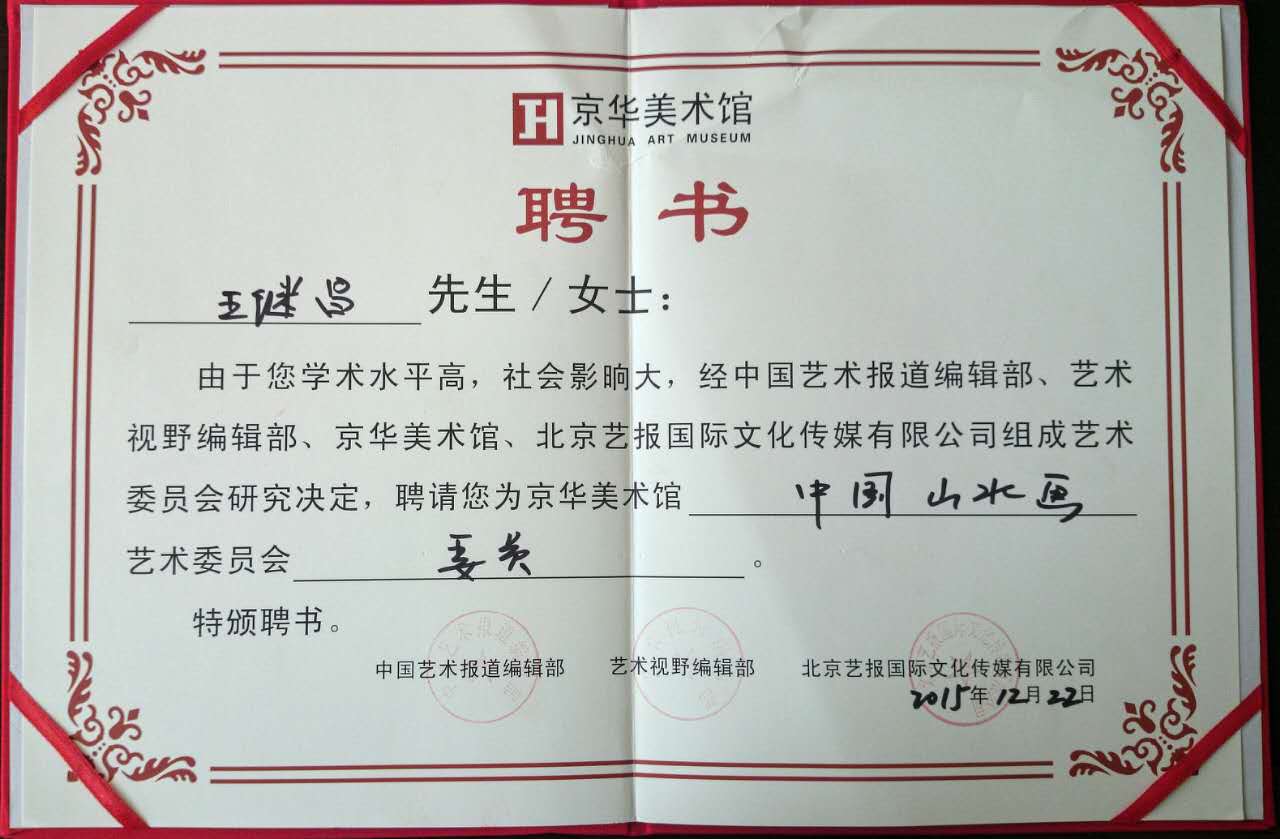 京华美术馆
JINGHUA ART MUSEUM
聘书
王继昌 先生/女士：
由于您学术水平高，社会影响大，经中国艺术报道编辑部、艺术
视野编辑部、京华美术馆、北京艺报国际文化传媒有限公司组成艺术
委员会研究决定，聘请您为京华美术馆 中国山水画
艺术委员会 委员 。
特颁聘书。
中国艺术报道编辑部 艺术视野编辑部 北京艺报国际文化传媒有限公司
2015年12月22日